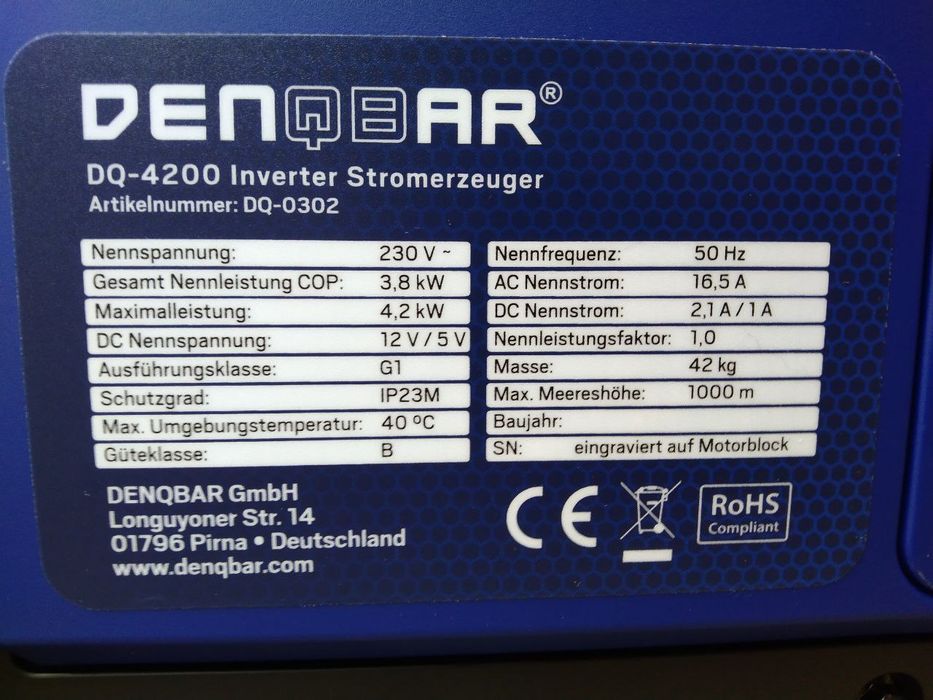 DENQBAR®
DQ-4200 Inverter Stromerzeuger
Artikelnummer: DQ-0302
Nennspannung: 230 V ~
Gesamt Nennleistung COP: 3,8 kW
Maximalleistung: 4,2 kW
DC Nennspannung: 12 V / 5 V
Ausführungsklasse: G1
Schutzgrad: IP23M
Max. Umgebungstemperatur: 40 ºC
Güteklasse: B
Nennfrequenz: 50 Hz
AC Nennstrom: 16,5 A
DC Nennstrom: 2,1 A / 1 A
Nennleistungsfaktor: 1,0
Masse: 42 kg
Max. Meereshöhe: 1000 m
Baujahr:
SN: eingraviert auf Motorblock
DENQBAR GmbH
Longuyoner Str. 14
01796 Pirna • Deutschland
www.denqbar.com
CE
RoHS
Compliant